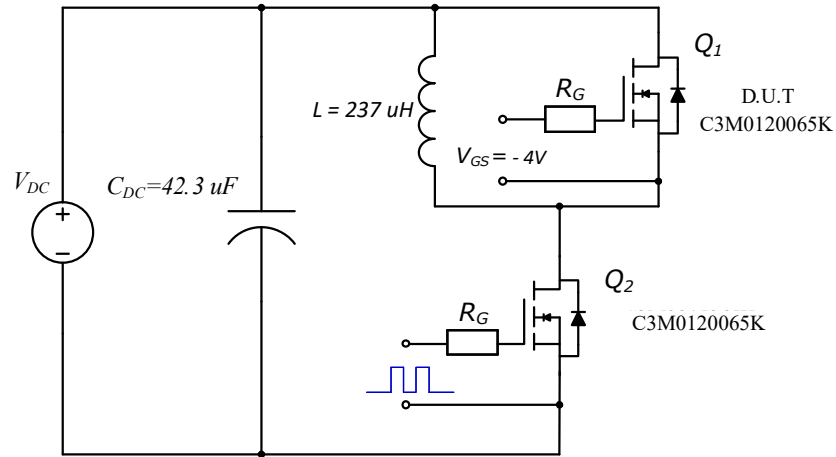 Q1
D.U.T
C3M0120065K
RG
L = 237 uH
VGS = - 4V
VDC
CDC=42.3 uF
+
−
Q2
C3M0120065K
RG